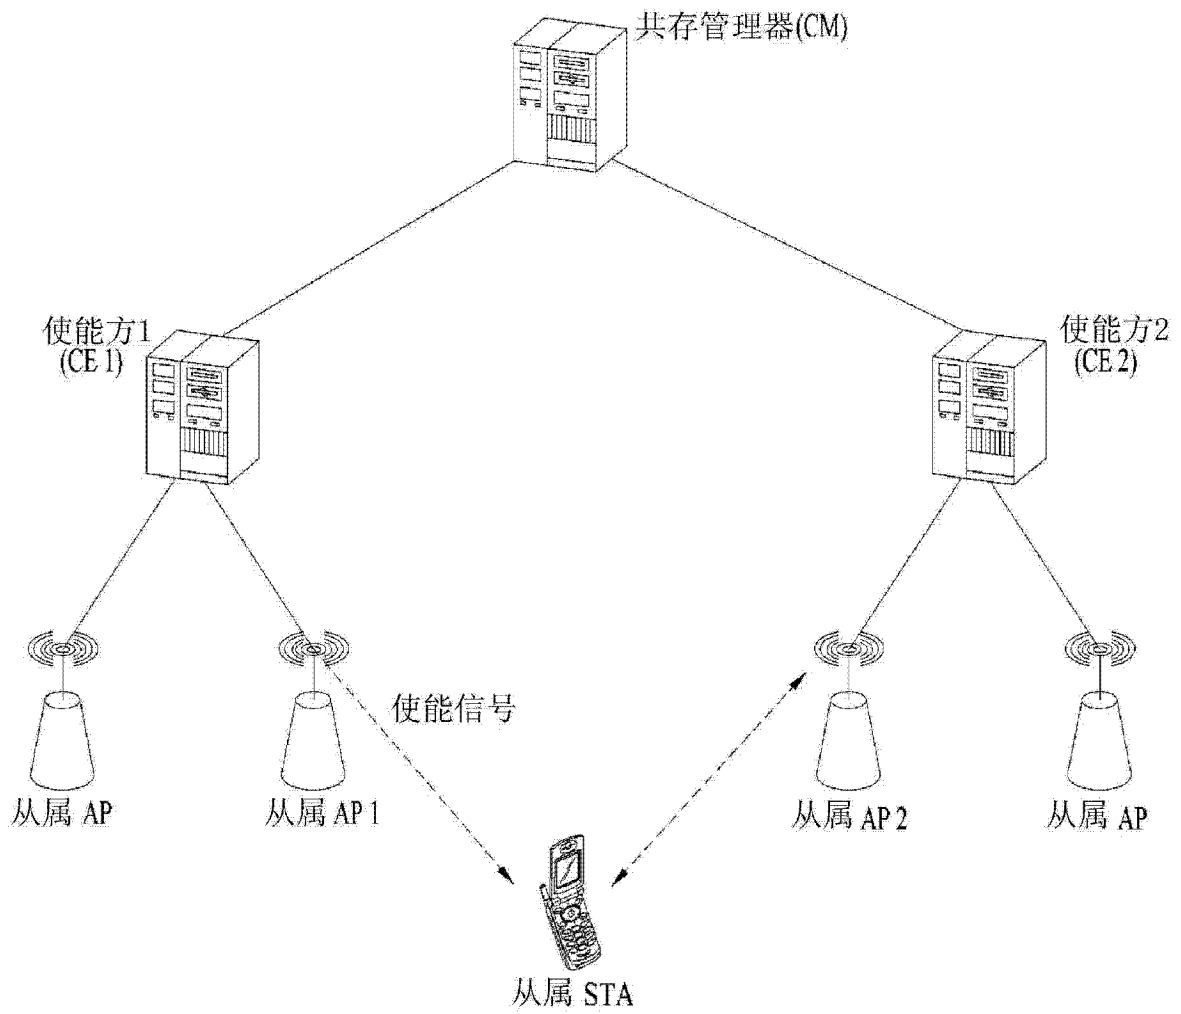 共存管理器(CM)
使能方1
(CE 1)
使能方2
(CE 2)
使能信号
从属 AP
从属 AP 1
从属 AP 2
从属 AP
从属 STA